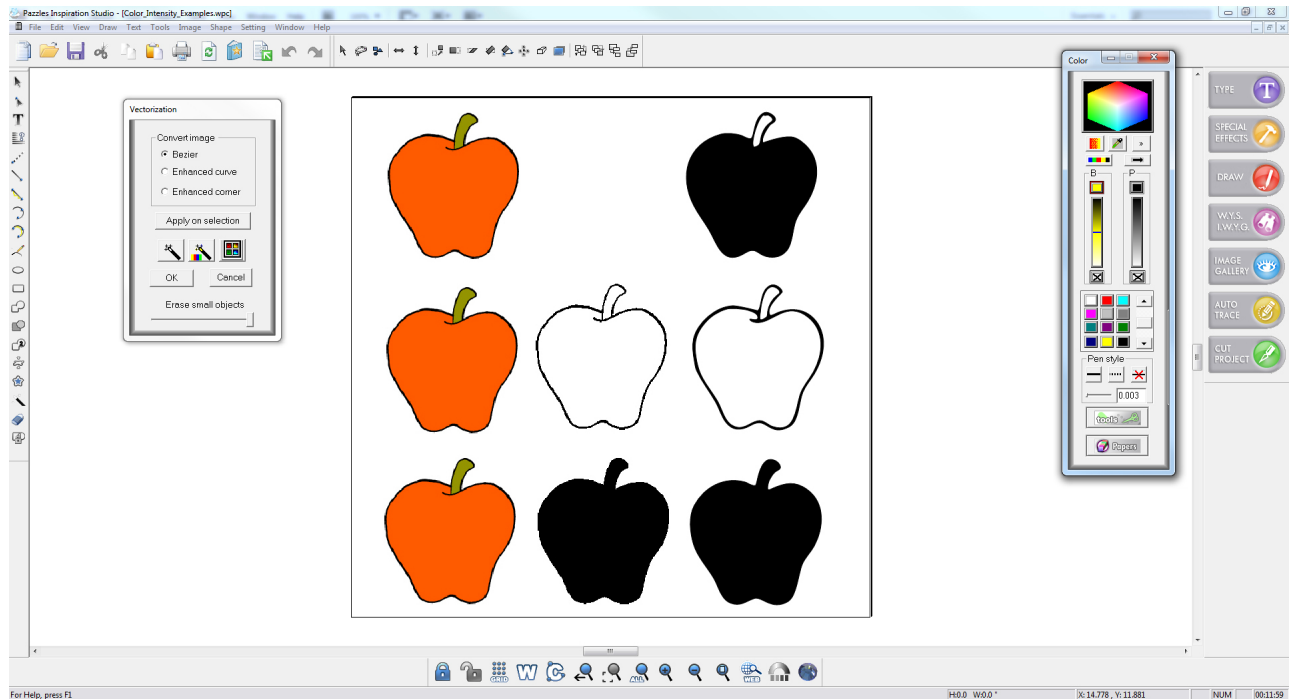 Pazzles Inspiration Studio - [Color_Intensity_Examples.wpc]
File Edit View Draw Text Tools Image Shape Setting Window Help
Vectorization
Convert image
Bezier
Enhanced curve
Enhanced corner
Apply on selection
OK Cancel
Erase small objects
Color
B P
Pen style
0.003
tools
Papers
TYPE T
SPECIAL
EFFECTS
DRAW
W.Y.S.
I.W.Y.G.
IMAGE
GALLERY
AUTO
TRACE
CUT
PROJECT
GRID W C ALL WEB
For Help, press F1 H:0.0 W:0.0 ° X: 14.778 , Y: 11.881 NUM 00:11:59